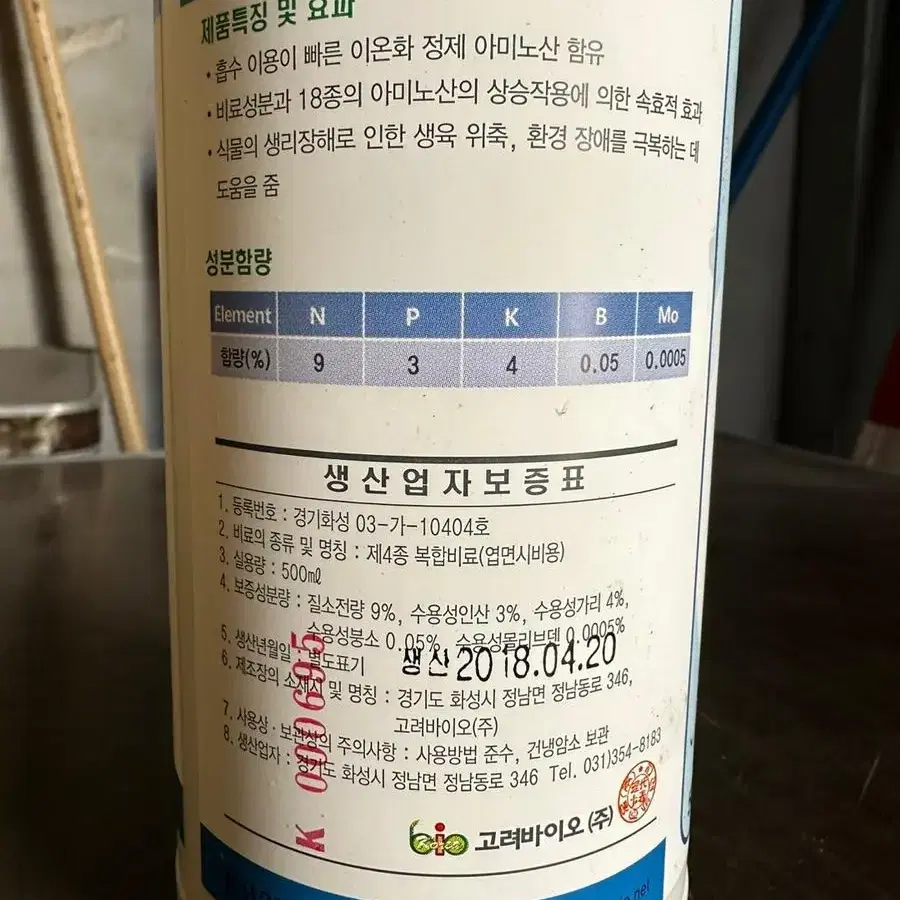 제품특징 및 효과
· 흡수 이용이 빠른 이온화 정제 아미노산 함유
· 비료성분과 18종의 아미노산의 상승작용에 의한 속효적 효과
· 식물의 생리장해로 인한 생육 위축, 환경 장애를 극복하는 데
도움을 줌
성분함량
Element N P K B Mo
함량(%) 9 3 4 0.05 0.0005
생산업자보증표
1. 등록번호 : 경기화성 03-가-10404호
2. 비료의 종류 및 명칭 : 제4종 복합비료(엽면시비용)
3. 실용량 : 500㎖
4. 보증성분량 : 질소전량 9%, 수용성인산 3%, 수용성가리 4%,
수용성붕소 0.05%, 수용성몰리브덴 0.0005%
5. 생산년월일 : 별도표기
생산 2018.04.20
6. 제조장의 소재지 및 명칭 : 경기도 화성시 정남면 정남동로 346,
고려바이오(주)
7. 사용상·보관상의 주의사항 : 사용방법 준수, 건냉암소 보관
8. 생산업자 : 경기도 화성시 정남면 정남동로 346 Tel. 031)354-8183
K 000695
bio Korea 고려바이오(주)